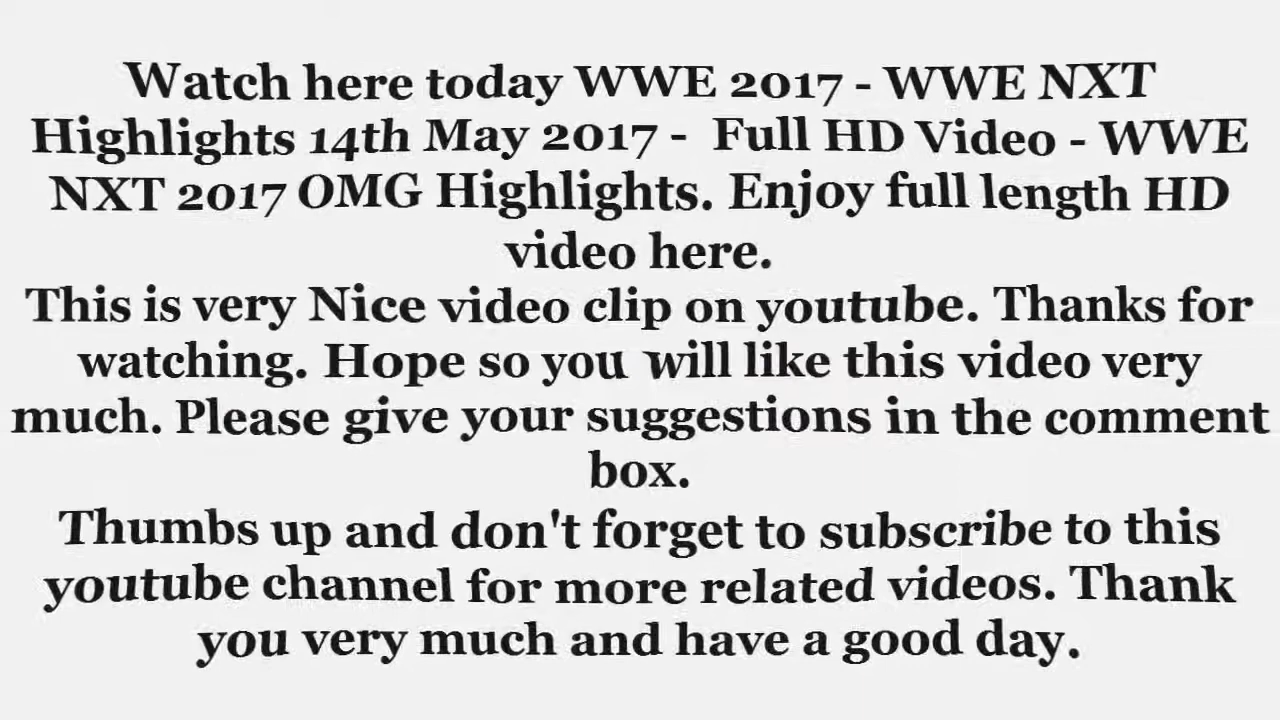 Watch here today WWE 2017 - WWE NXT
Highlights 14th May 2017 -  Full HD Video - WWE
NXT 2017 OMG Highlights. Enjoy full length HD
video here.
This is very Nice video clip on youtube. Thanks for
watching. Hope so you will like this video very
much. Please give your suggestions in the comment
box.
Thumbs up and don't forget to subscribe to this
youtube channel for more related videos. Thank
you very much and have a good day.